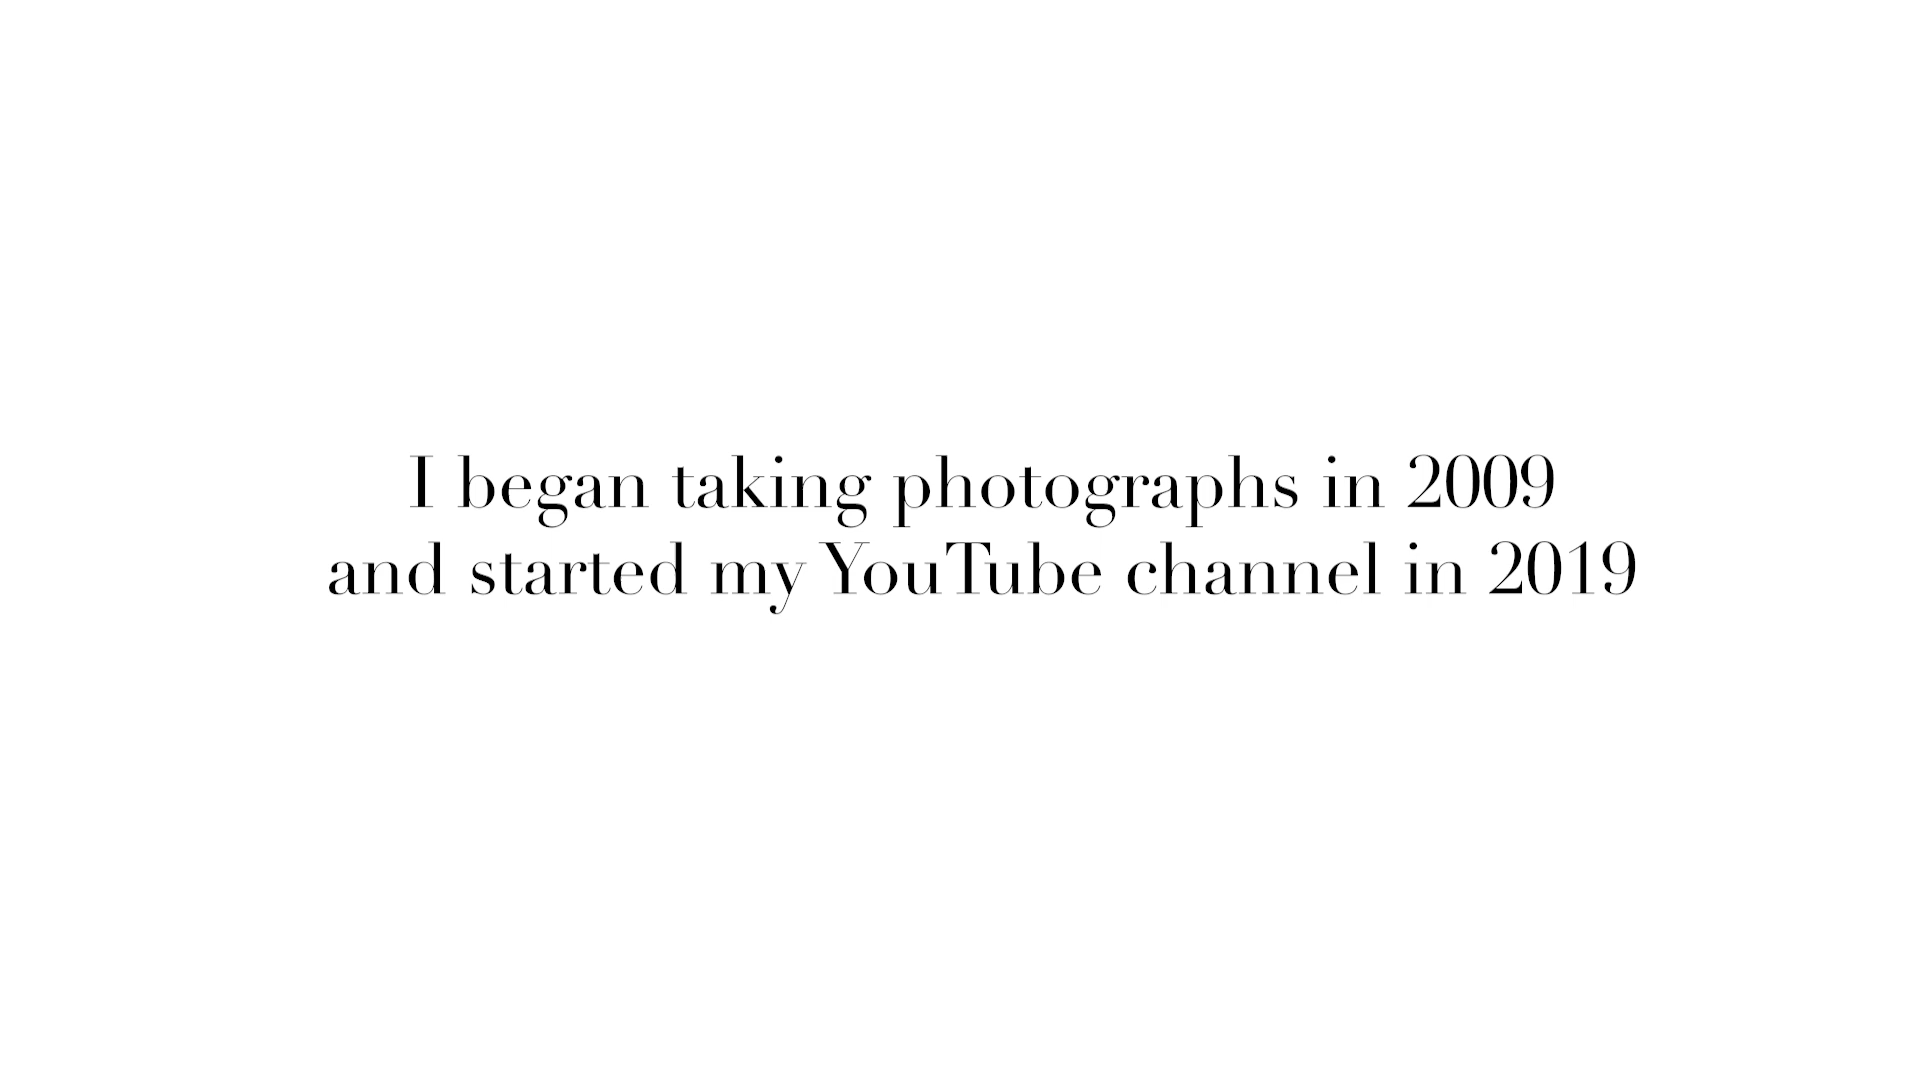 I began taking photographs in 2009
and started my YouTube channel in 2019